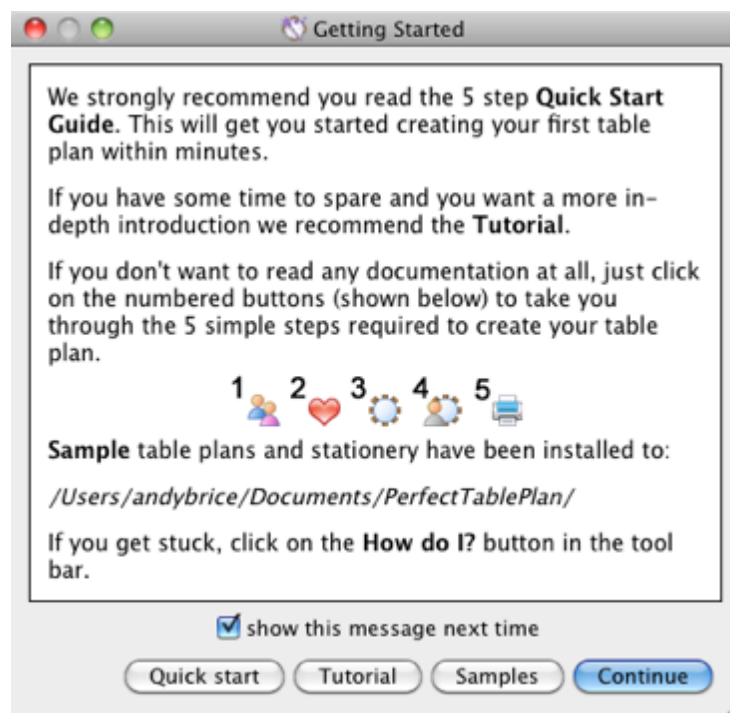 Getting Started
We strongly recommend you read the 5 step Quick Start
Guide. This will get you started creating your first table
plan within minutes.
If you have some time to spare and you want a more in-
depth introduction we recommend the Tutorial.
If you don't want to read any documentation at all, just click
on the numbered buttons (shown below) to take you
through the 5 simple steps required to create your table
plan.
1 2 3 4 5
Sample table plans and stationery have been installed to:
/Users/andybrice/Documents/PerfectTablePlan/
If you get stuck, click on the How do I? button in the tool
bar.
show this message next time
Quick start Tutorial Samples Continue